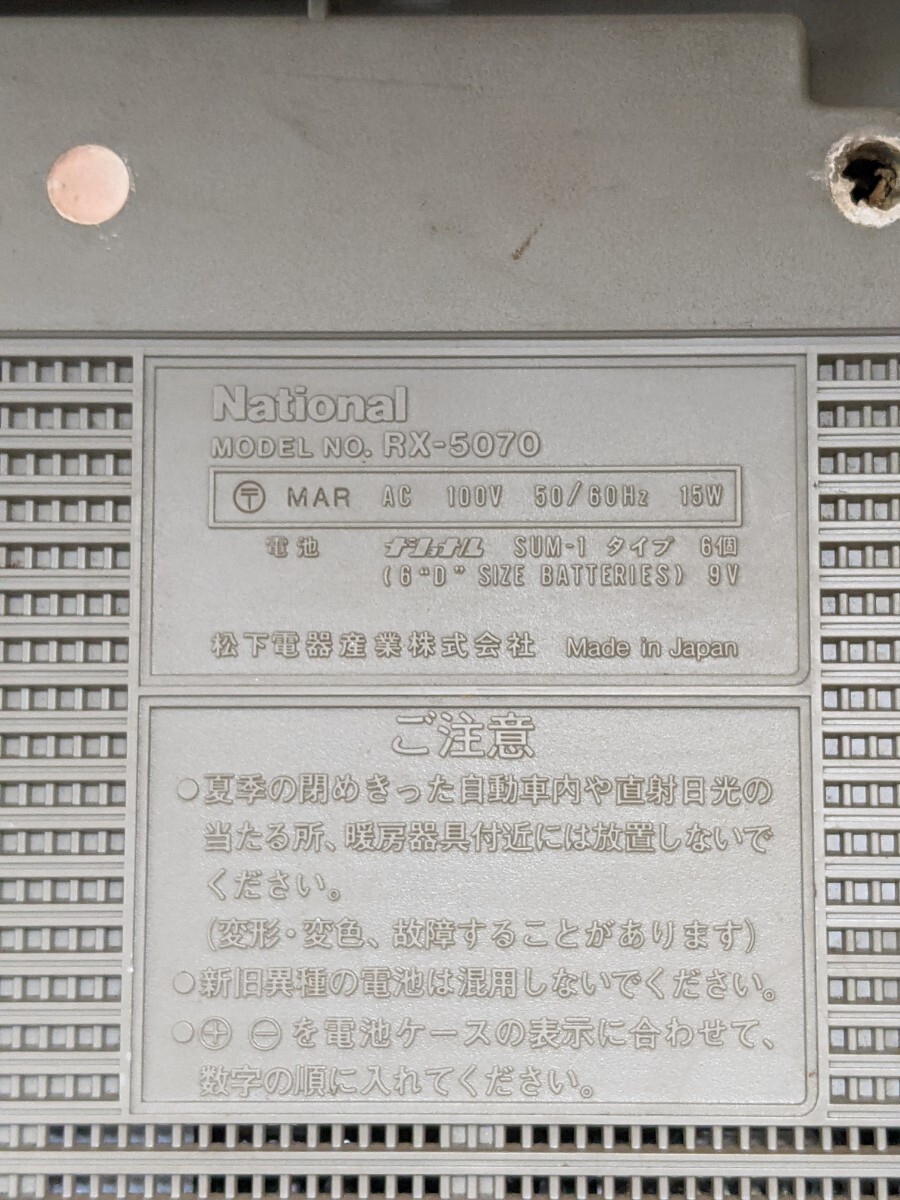 National
MODEL NO. RX-5070
〒 MAR AC 100V 50/60Hz 15W
電池 ナショナル SUM-1 タイプ 6個
(6 "D" SIZE BATTERIES) 9V
松下電器産業株式会社 Made in Japan
ご注意
●夏季の閉めきった自動車内や直射日光の
当たる所、暖房器具付近には放置しないで
ください。
(変形・変色、故障することがあります)
●新旧異種の電池は混用しないでください。
●⊕ ⊖を電池ケースの表示に合わせて、
数字の順に入れてください。